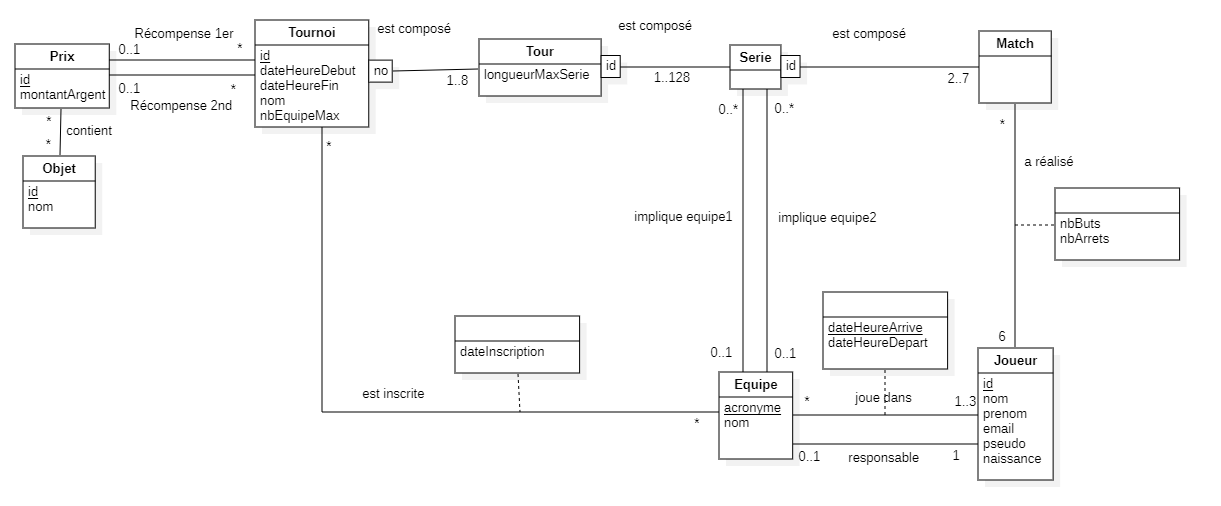 Récompense 1er
0..1
*
0..1
*
Récompense 2nd
Prix
id
montantArgent
*
contient
*
Objet
id
nom
Tournoi
id
dateHeureDebut
dateHeureFin
nom
nbEquipeMax
no
est composé
1..8
*
Tour
longueurMaxSerie
id
est composé
1..128
Serie
id
est composé
2..7
Match
0..*
0..*
*
a réalisé
implique equipe1
implique equipe2
nbButs
nbArrets
0..1
0..1
6
dateInscription
est inscrite
*
dateHeureArrive
dateHeureDepart
Equipe
acronyme
nom
*
joue dans
1..3
0..1
responsable
1
Joueur
id
nom
prenom
email
pseudo
naissance